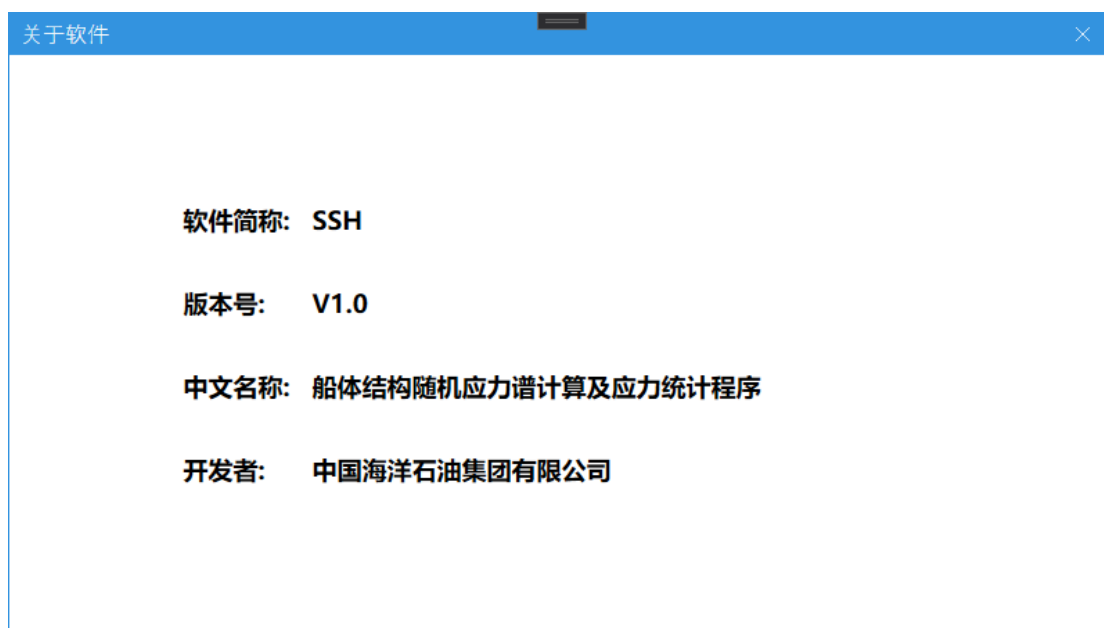 关于软件
软件简称: SSH
版本号: V1.0
中文名称: 船体结构随机应力谱计算及应力统计程序
开发者: 中国海洋石油集团有限公司